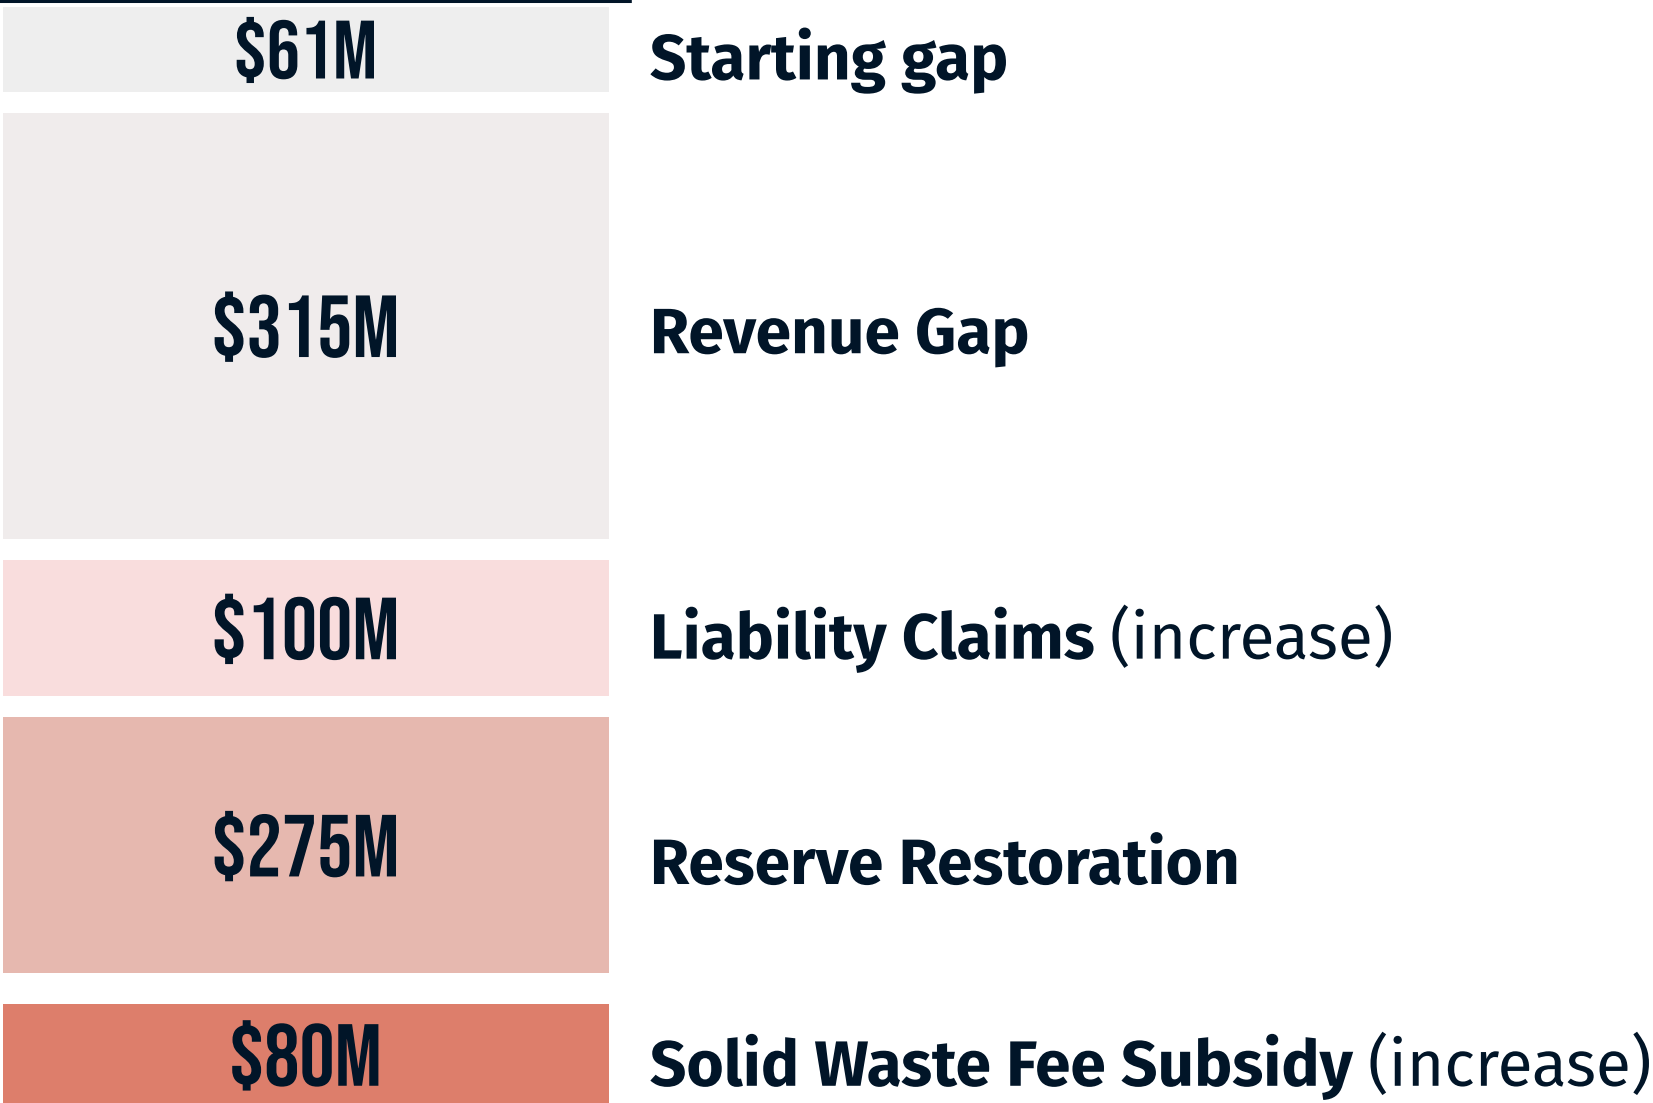 $61M Starting gap
$315M Revenue Gap
$100M Liability Claims (increase)
$275M Reserve Restoration
$80M Solid Waste Fee Subsidy (increase)